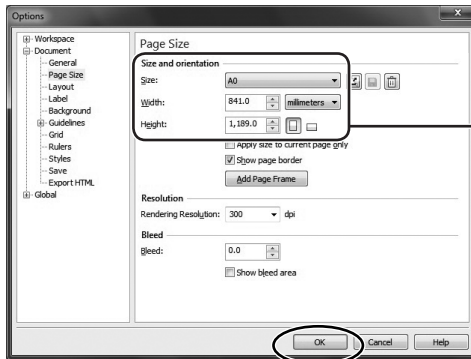 Options
Workspace
Document
General
Page Size
Layout
Label
Background
Guidelines
Grid
Rulers
Styles
Save
Export HTML
Global
Page Size
Size and orientation
Size: A0
Width: 841.0 millimeters
Height: 1,189.0
Apply size to current page only
Show page border
Add Page Frame
Resolution
Rendering Resolution: 300 dpi
Bleed
Bleed: 0.0
Show bleed area
OK Cancel Help